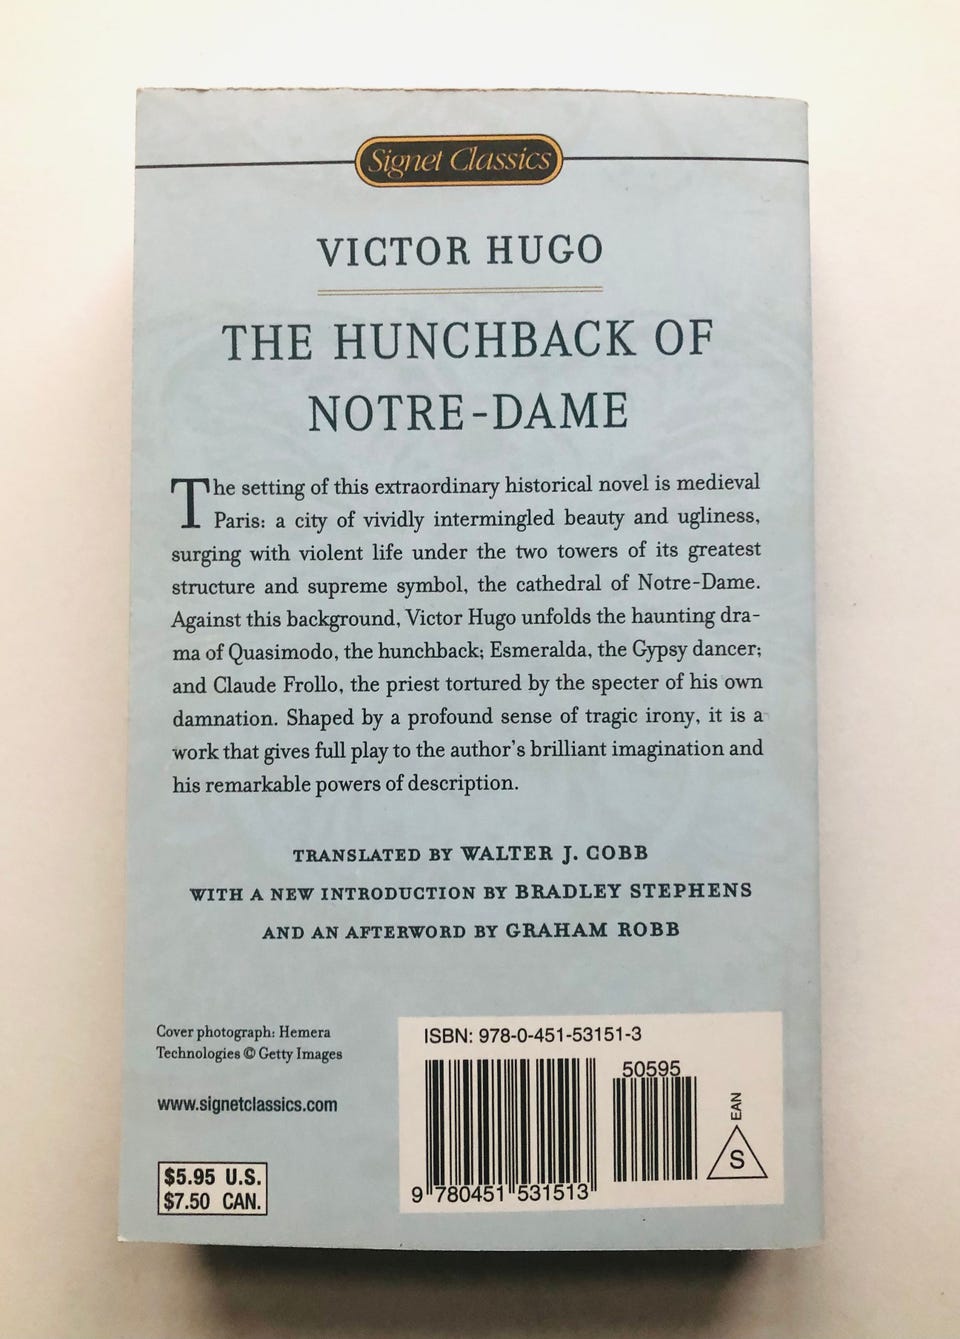 Signet Classics
VICTOR HUGO
THE HUNCHBACK OF
NOTRE-DAME
The setting of this extraordinary historical novel is medieval
Paris: a city of vividly intermingled beauty and ugliness,
surging with violent life under the two towers of its greatest
structure and supreme symbol, the cathedral of Notre-Dame.
Against this background, Victor Hugo unfolds the haunting dra-
ma of Quasimodo, the hunchback; Esmeralda, the Gypsy dancer;
and Claude Frollo, the priest tortured by the specter of his own
damnation. Shaped by a profound sense of tragic irony, it is a
work that gives full play to the author's brilliant imagination and
his remarkable powers of description.
TRANSLATED BY WALTER J. COBB
WITH A NEW INTRODUCTION BY BRADLEY STEPHENS
AND AN AFTERWORD BY GRAHAM ROBB
Cover photograph: Hemera
Technologies © Getty Images
www.signetclassics.com
$5.95 U.S.
$7.50 CAN.
ISBN: 978-0-451-53151-3
50595
EAN
S
9 780451 531513